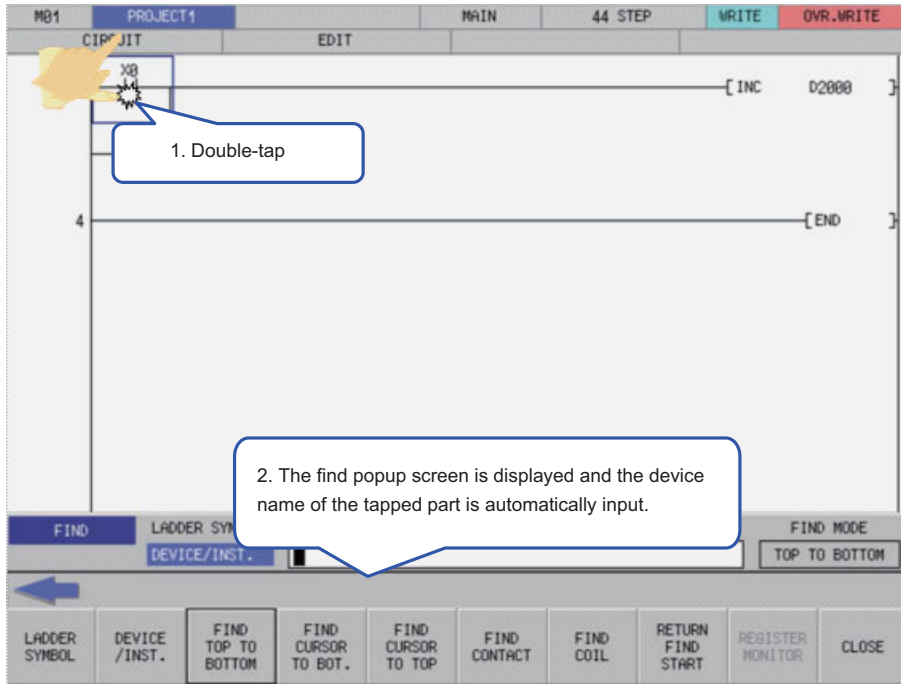 M01 PROJECT1 MAIN 44 STEP WRITE OVR.WRITE
CIRCUIT EDIT
X0
[ INC D2000 ]
1. Double-tap
4 [ END ]
2. The find popup screen is displayed and the device
name of the tapped part is automatically input.
FIND LADDER SYM FIND MODE
DEVICE/INST. TOP TO BOTTOM
LADDER
SYMBOL
DEVICE
/INST.
FIND
TOP TO
BOTTOM
FIND
CURSOR
TO BOT.
FIND
CURSOR
TO TOP
FIND
CONTACT
FIND
COIL
RETURN
FIND
START
REGISTER
MONITOR
CLOSE